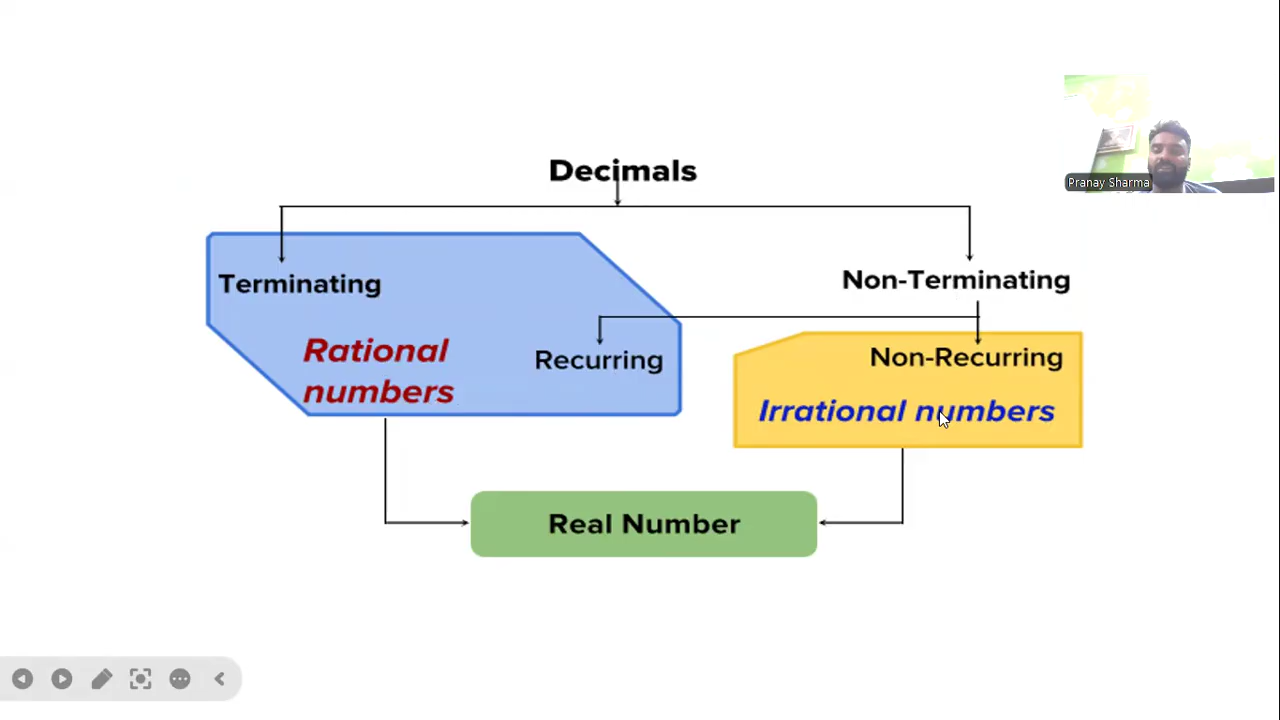 Decimals
Pranay Sharma
Terminating
Non-Terminating
Rational
numbers
Recurring
Non-Recurring
Irrational numbers
Real Number